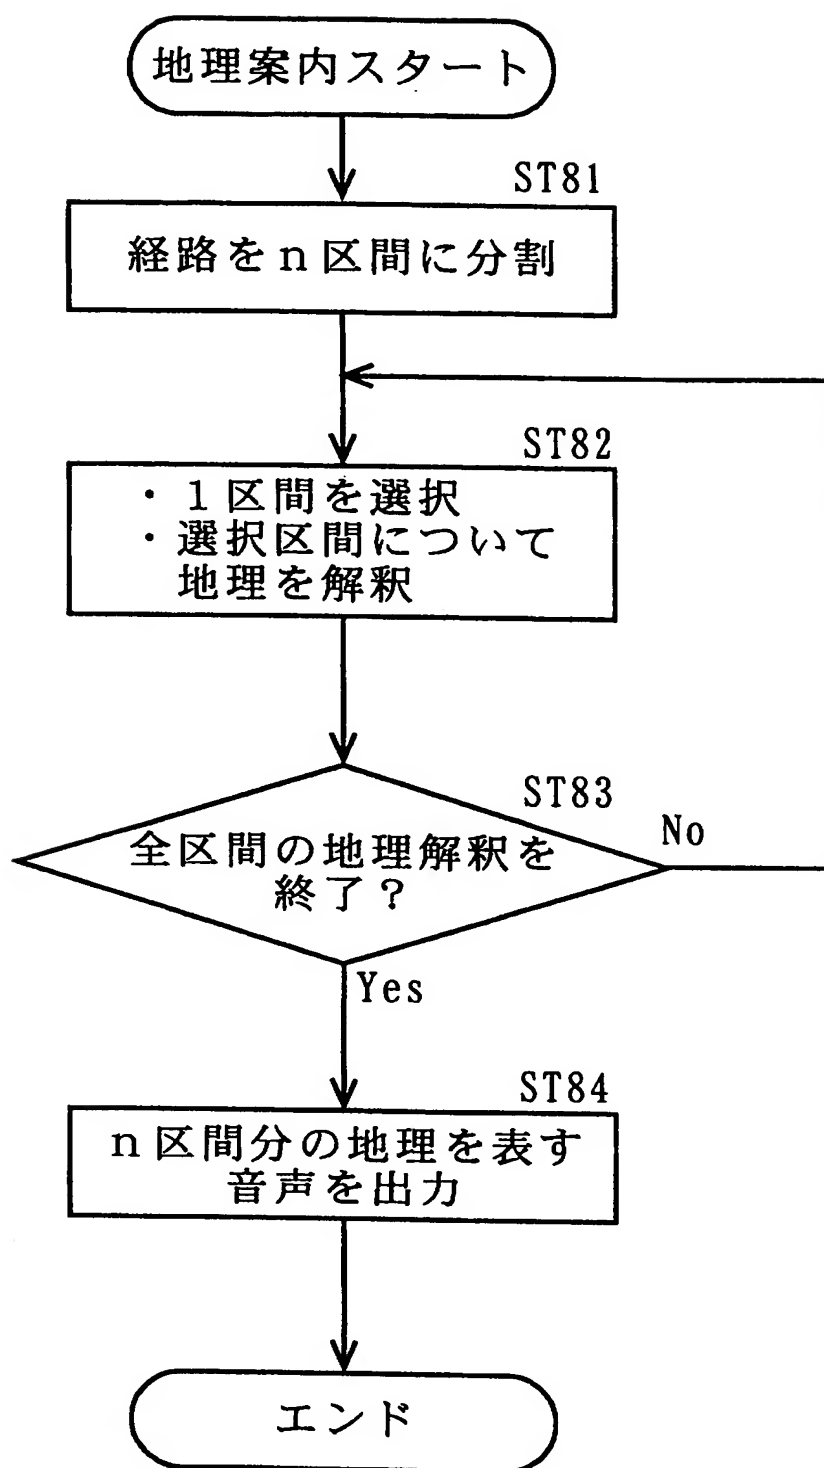 地理案内スタート
ST81
経路をn区間に分割
ST82
・1区間を選択
・選択区間について
地理を解釈
ST83
No
全区間の地理解釈を
終了?
Yes
ST84
n区間分の地理を表す
音声を出力
エンド